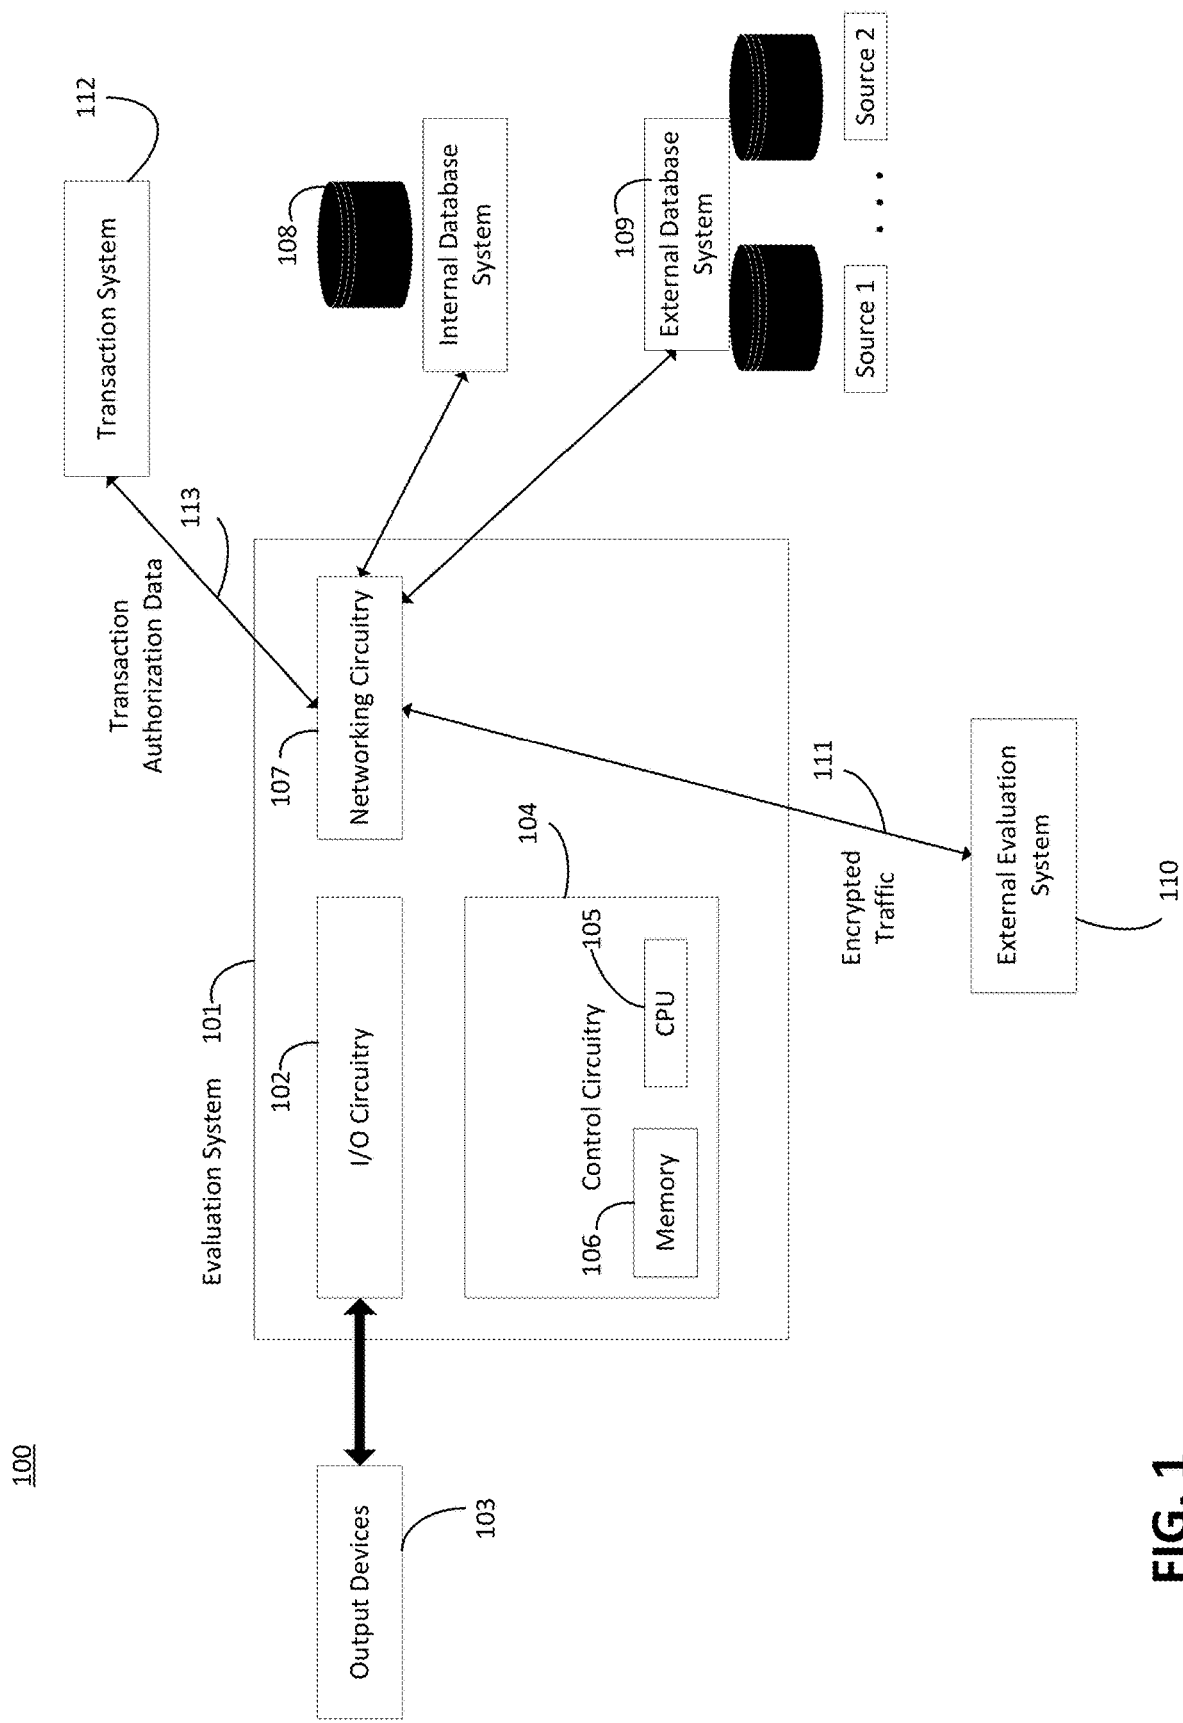 100
Transaction System
112
Transaction
Authorization Data
113
108
Internal Database
System
109
External Database
System
Source 1
. . .
Source 2
Evaluation System 101
102
I/O Circuitry
107
Networking Circuitry
Output Devices
103
104
Control Circuitry
105
CPU
106
Memory
111
Encrypted
Traffic
External Evaluation
System
110
FIG. 1